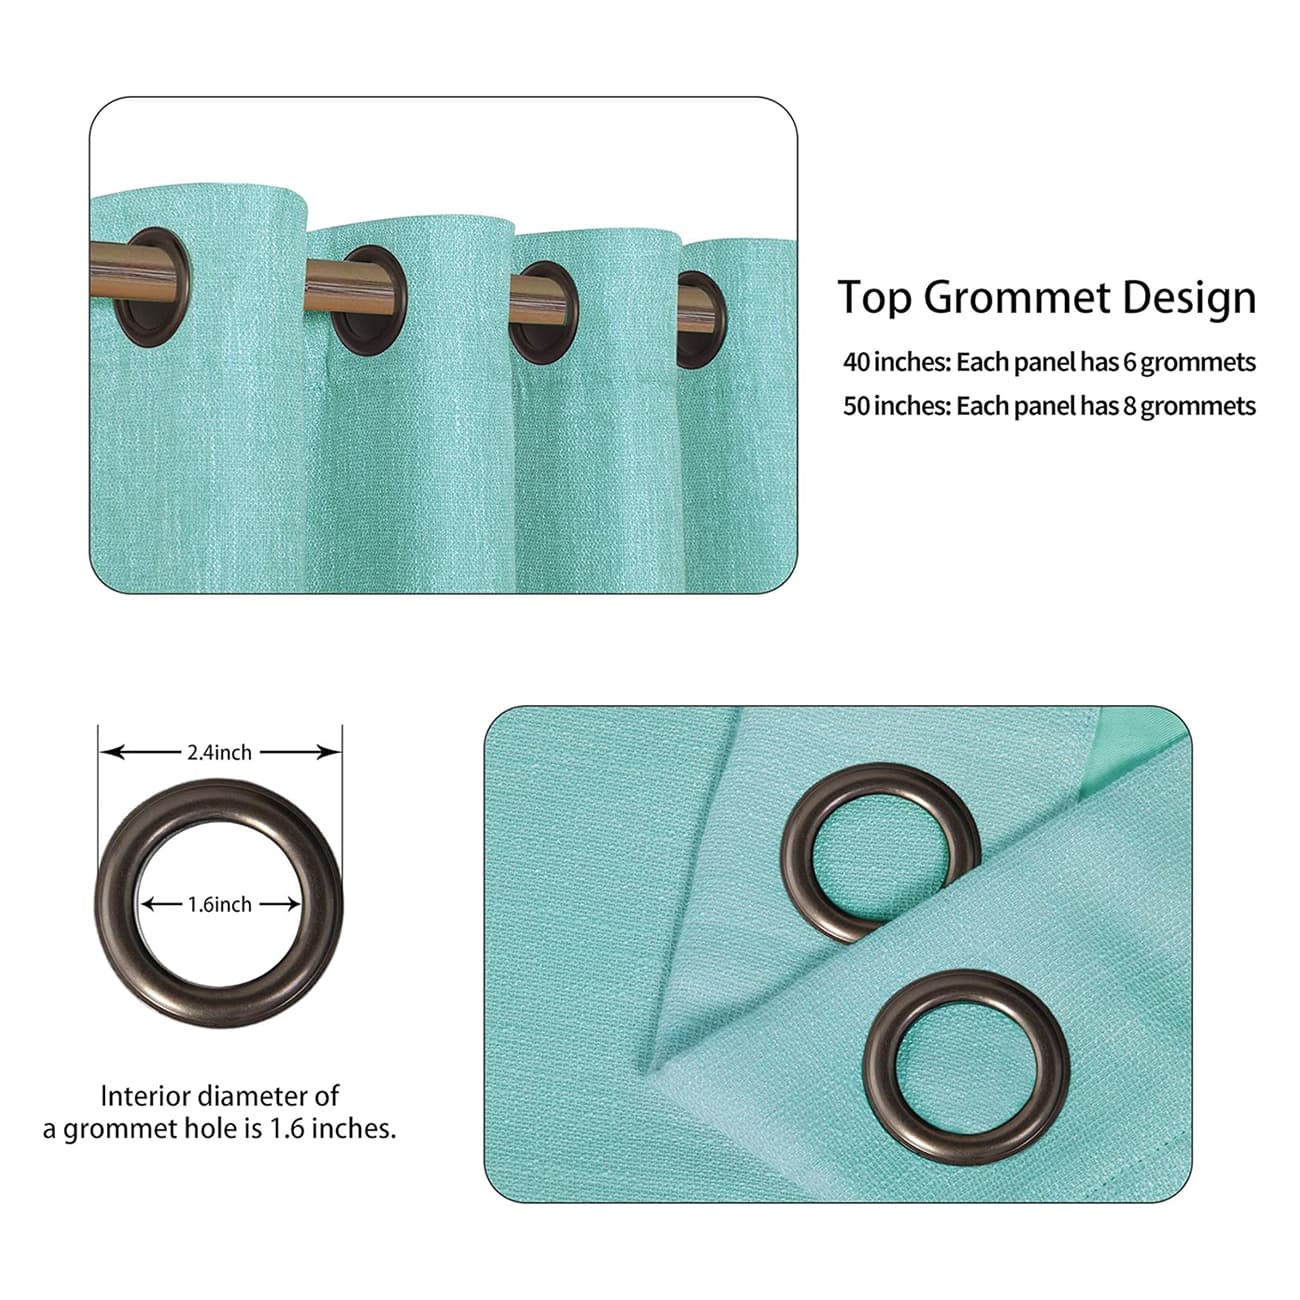 Top Grommet Design
40 inches: Each panel has 6 grommets
50 inches: Each panel has 8 grommets
2.4inch
1.6inch
Interior diameter of
a grommet hole is 1.6 inches.